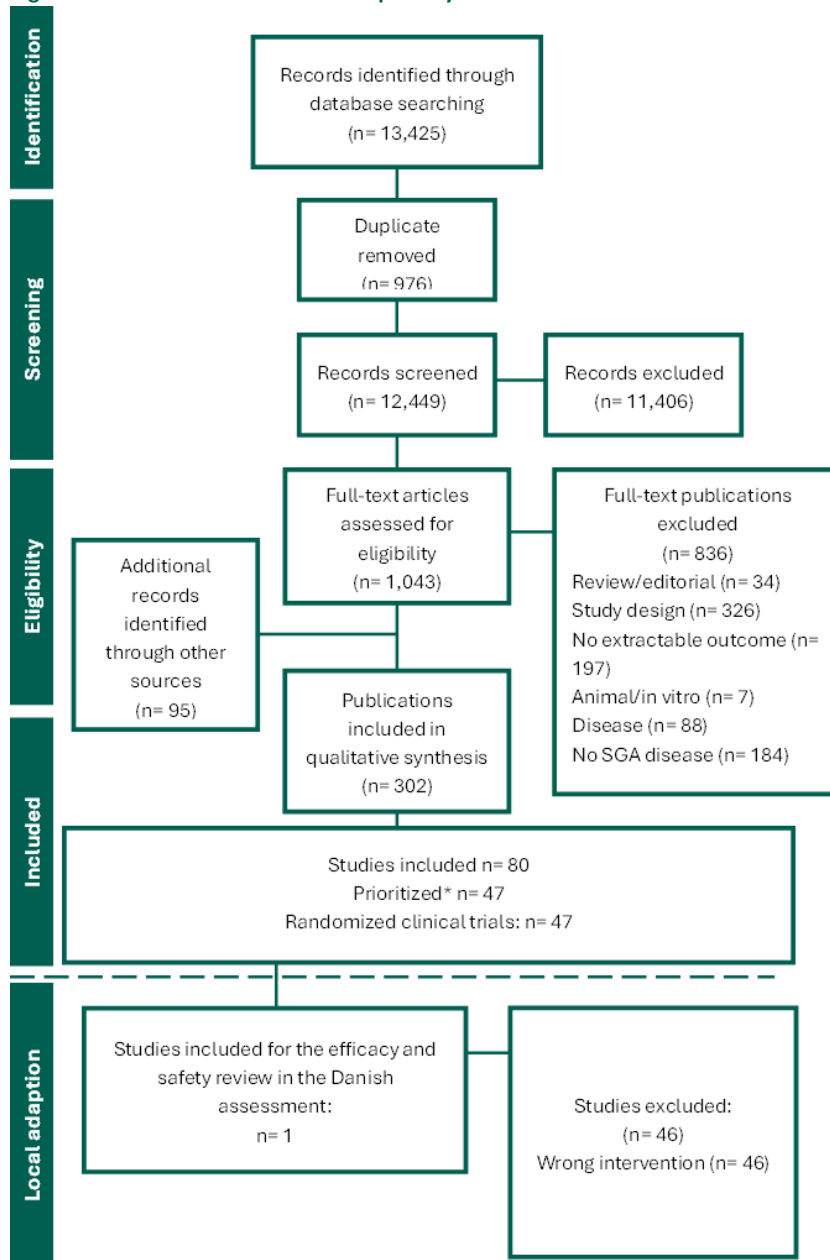 Identification
Records identified through
database searching
(n= 13,425)
Screening
Duplicate
removed
(n= 976)
Records screened
(n= 12,449)
Records excluded
(n= 11,406)
Eligibility
Full-text articles
assessed for
eligibility
(n= 1,043)
Full-text publications
excluded
(n= 836)
Review/editorial (n= 34)
Study design (n= 326)
No extractable outcome (n=
197)
Animal/in vitro (n= 7)
Disease (n= 88)
No SGA disease (n= 184)
Additional
records
identified
through other
sources
(n= 95)
Publications
included in
qualitative synthesis
(n= 302)
Included
Studies included n= 80
Prioritized* n= 47
Randomized clinical trials: n= 47
Local adaption
Studies included for the efficacy and
safety review in the Danish
assessment:
n= 1
Studies excluded:
(n= 46)
Wrong intervention (n= 46)